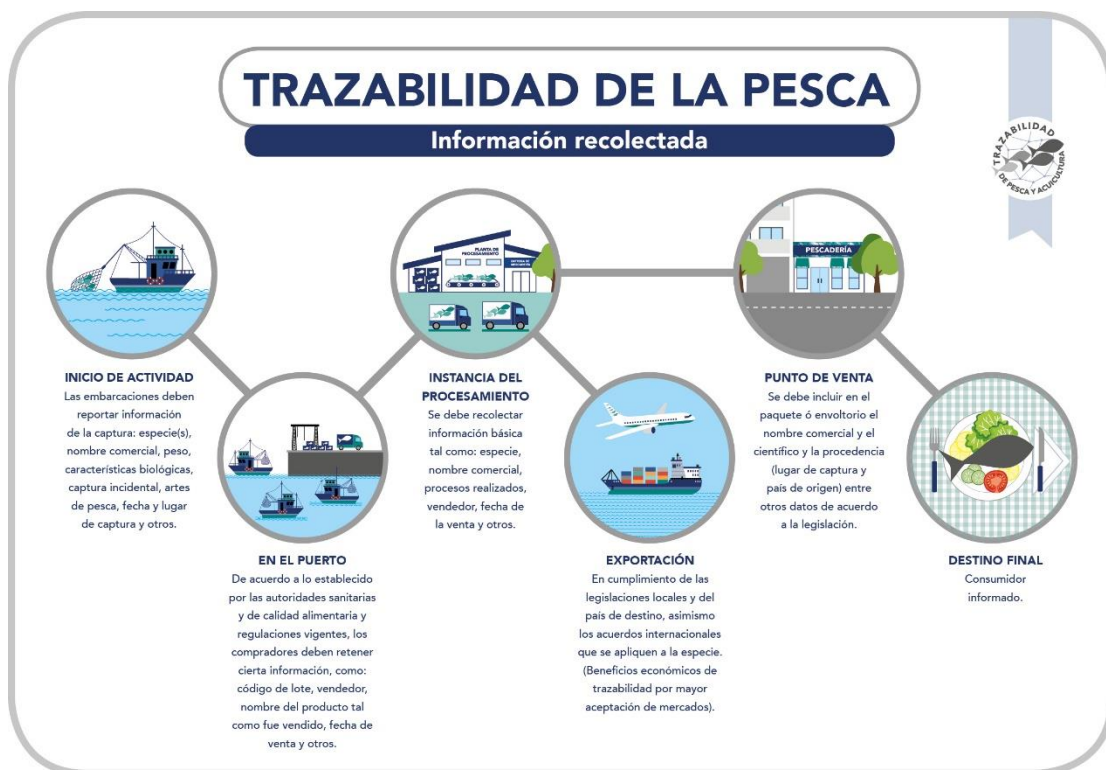 TRAZABILIDAD DE LA PESCA
Información recolectada
TRAZABILIDAD
DE PESCA Y ACUICULTURA
INICIO DE ACTIVIDAD
Las embarcaciones deben
reportar información
de la captura: especie(s),
nombre comercial, peso,
características biológicas,
captura incidental, artes
de pesca, fecha y lugar
de captura y otros.
EN EL PUERTO
De acuerdo a lo establecido
por las autoridades sanitarias
y de calidad alimentaria y
regulaciones vigentes, los
compradores deben retener
cierta información, como:
código de lote, vendedor,
nombre del producto tal
como fue vendido, fecha de
venta y otros.
PLANTA DE
PROCESAMIENTO
INSTANCIA DEL
PROCESAMIENTO
Se debe recolectar
información básica
tal como: especie,
nombre comercial,
procesos realizados,
vendedor, fecha de
la venta y otros.
EXPORTACIÓN
En cumplimiento de las
legislaciones locales y del
país de destino, asimismo
los acuerdos internacionales
que se apliquen a la especie.
(Beneficios económicos de
trazabilidad por mayor
aceptación de mercados).
PESCADERÍA
PUNTO DE VENTA
Se debe incluir en el
paquete ó envoltorio el
nombre comercial y el
científico y la procedencia
(lugar de captura y
país de origen) entre
otros datos de acuerdo
a la legislación.
DESTINO FINAL
Consumidor
informado.